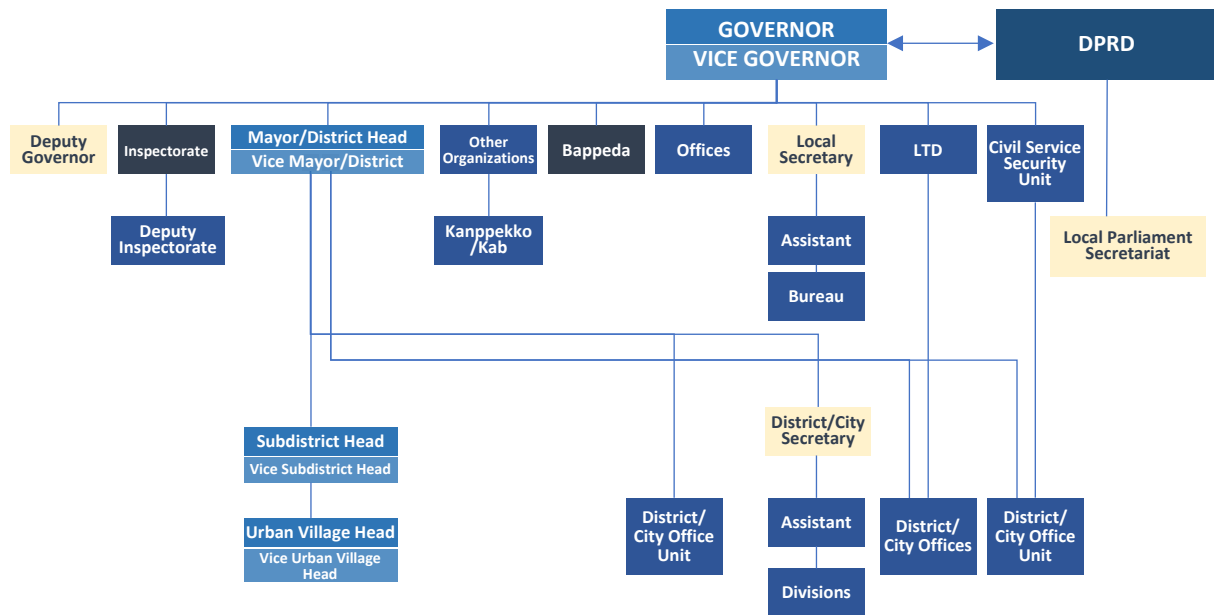 GOVERNOR
VICE GOVERNOR
DPRD
Deputy
Governor
Inspectorate
Mayor/District Head
Vice Mayor/District
Other
Organizations
Bappeda
Offices
Local
Secretary
LTD
Civil Service
Security
Unit
Deputy
Inspectorate
Kanppekko
/Kab
Assistant
Local Parliament
Secretariat
Bureau
Subdistrict Head
Vice Subdistrict Head
District/City
Secretary
Urban Village Head
Vice Urban Village
Head
District/
City Office
Unit
Assistant
District/
City Offices
District/
City Office
Unit
Divisions